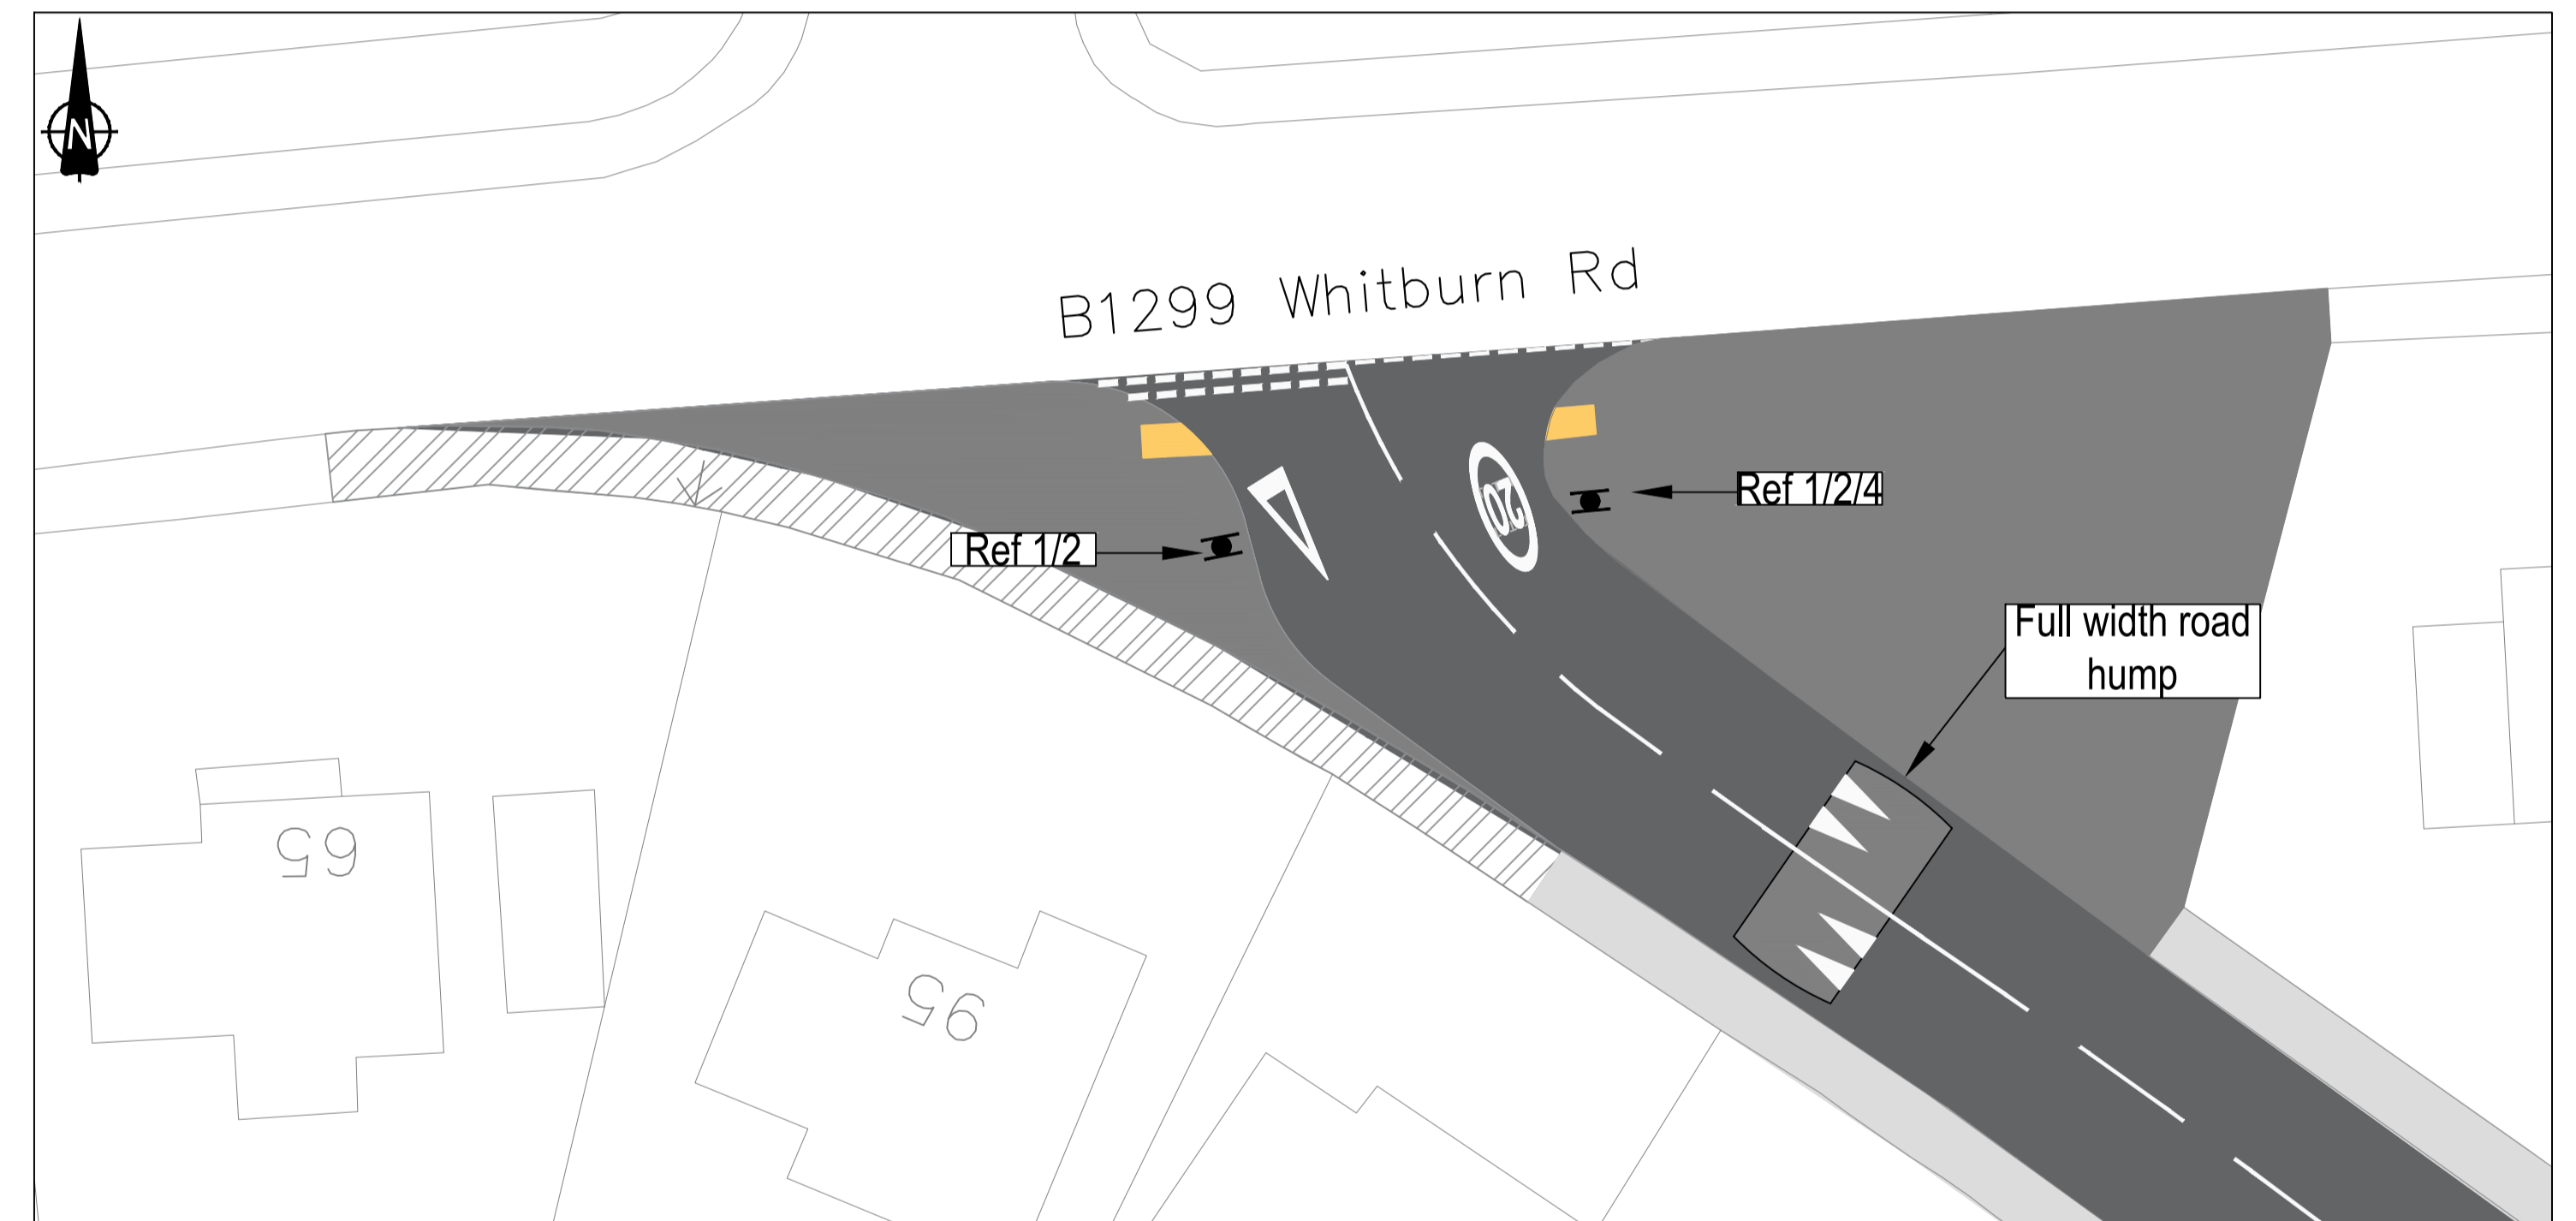 N
B1299 Whitburn Rd
20
Ref 1/2/4
Ref 1/2
Full width road
hump
65
95